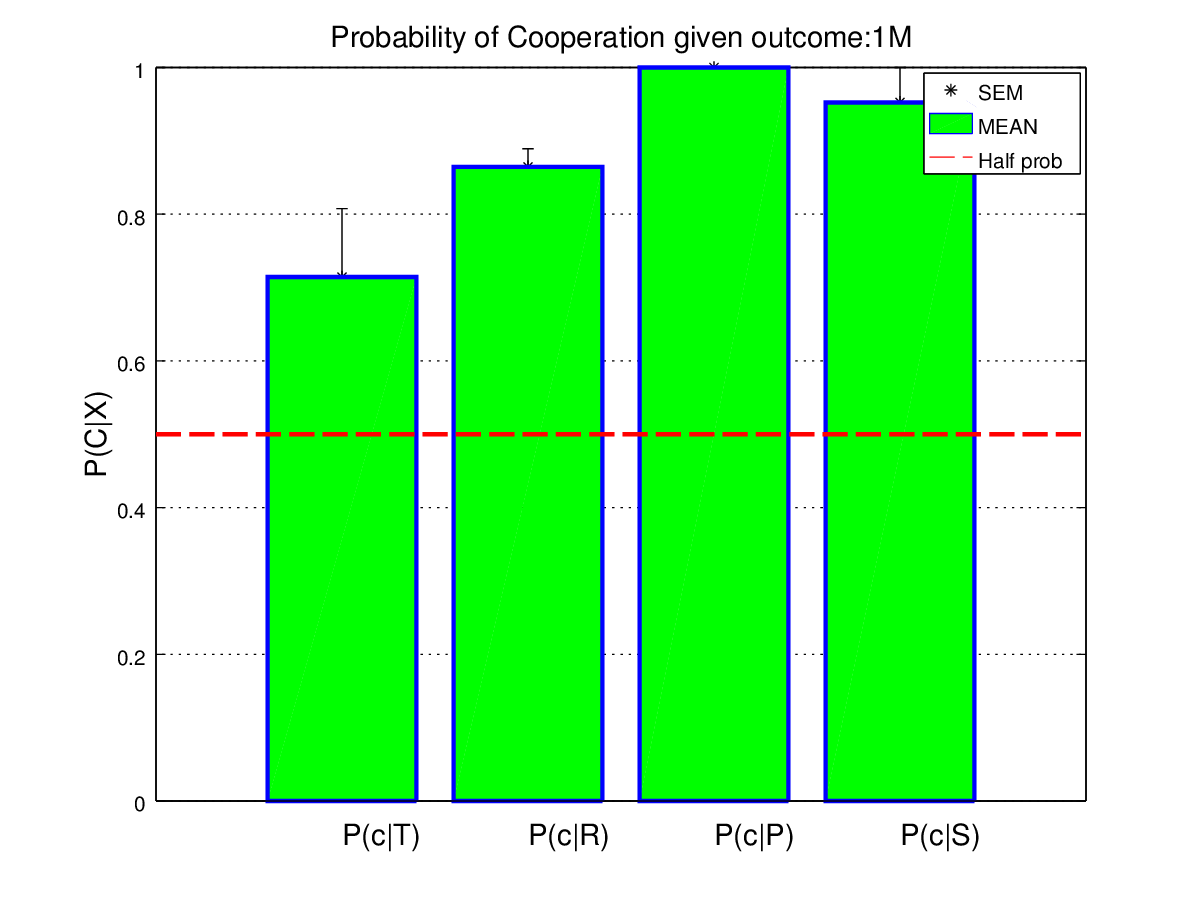 Probability of Cooperation given outcome:1M
1
0.8
0.6
0.4
0.2
0
P(C|X)
SEM
MEAN
Half prob
P(c|T) P(c|R) P(c|P) P(c|S)